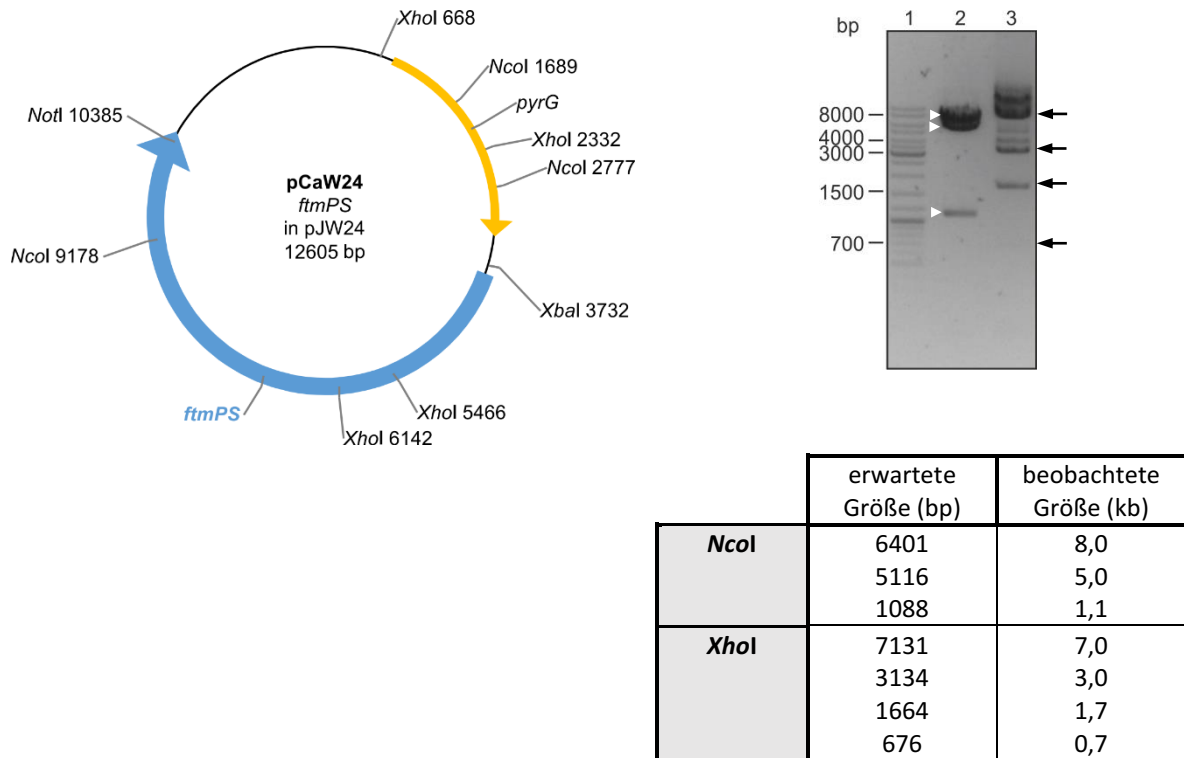 XhoI 668
NcoI 1689
pyrG
XhoI 2332
NcoI 2777
NotI 10385
pCaW24
ftmPS
in pJW24
12605 bp
NcoI 9178
XbaI 3732
XhoI 5466
XhoI 6142
ftmPS
bp 1 2 3
8000
4000
3000
1500
700
erwartete Größe (bp) beobachtete Größe (kb)
NcoI 6401 8,0
5116 5,0
1088 1,1
XhoI 7131 7,0
3134 3,0
1664 1,7
676 0,7